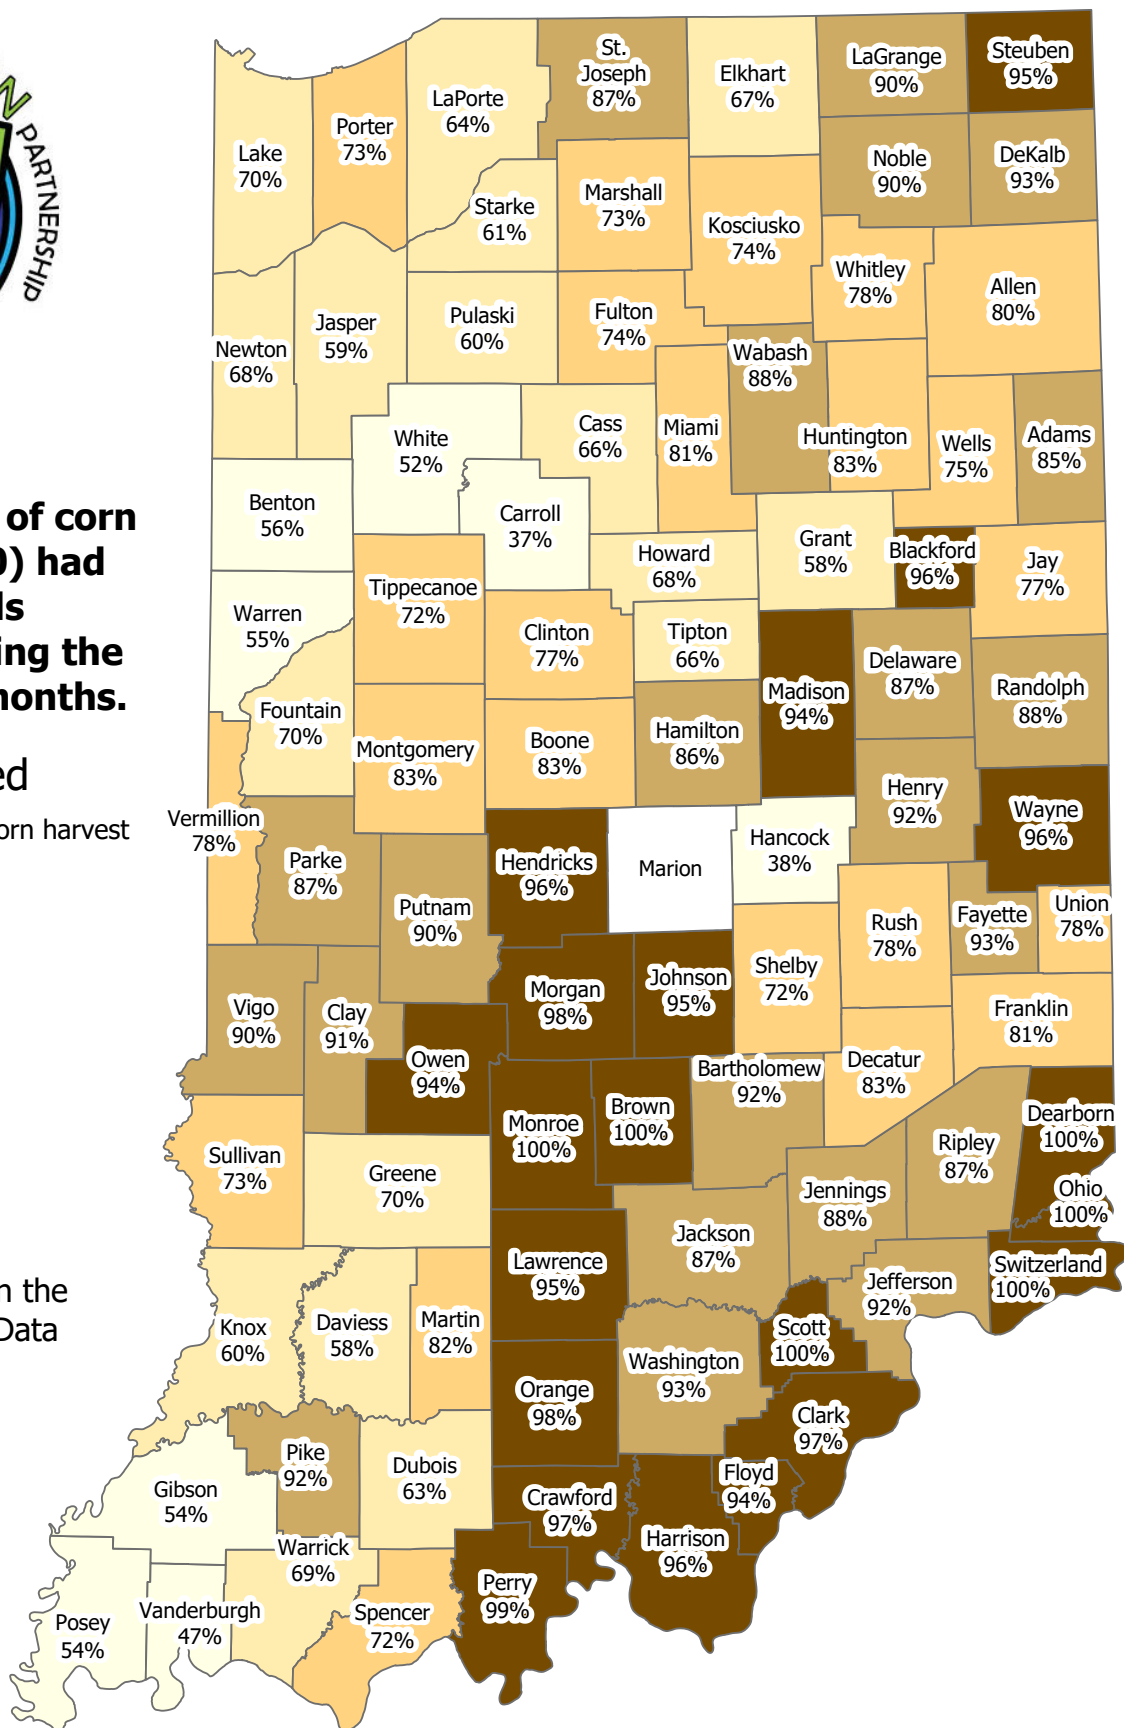 PARTNERSHIP
of corn
had
ing the
months.
orn harvest
n the
Data
St.
Joseph
87%
Elkhart
67%
LaGrange
90%
Steuben
95%
LaPorte
64%
Porter
73%
Lake
70%
Noble
90%
DeKalb
93%
Starke
61%
Marshall
73%
Kosciusko
74%
Whitley
78%
Allen
80%
Newton
68%
Jasper
59%
Pulaski
60%
Fulton
74%
Wabash
88%
White
52%
Cass
66%
Miami
81%
Huntington
83%
Wells
75%
Adams
85%
Benton
56%
Carroll
37%
Howard
68%
Grant
58%
Blackford
96%
Jay
77%
Warren
55%
Tippecanoe
72%
Clinton
77%
Tipton
66%
Madison
94%
Delaware
87%
Randolph
88%
Fountain
70%
Montgomery
83%
Boone
83%
Hamilton
86%
Henry
92%
Wayne
96%
Vermillion
78%
Parke
87%
Putnam
90%
Hendricks
96%
Marion
Hancock
38%
Rush
78%
Fayette
93%
Union
78%
Vigo
90%
Clay
91%
Owen
94%
Morgan
98%
Johnson
95%
Shelby
72%
Franklin
81%
Decatur
83%
Bartholomew
92%
Monroe
100%
Brown
100%
Dearborn
100%
Ripley
87%
Ohio
100%
Sullivan
73%
Greene
70%
Jennings
88%
Jackson
87%
Lawrence
95%
Switzerland
100%
Jefferson
92%
Knox
60%
Daviess
58%
Martin
82%
Scott
100%
Washington
93%
Orange
98%
Clark
97%
Pike
92%
Dubois
63%
Floyd
94%
Gibson
54%
Crawford
97%
Harrison
96%
Warrick
69%
Perry
99%
Posey
54%
Vanderburgh
47%
Spencer
72%